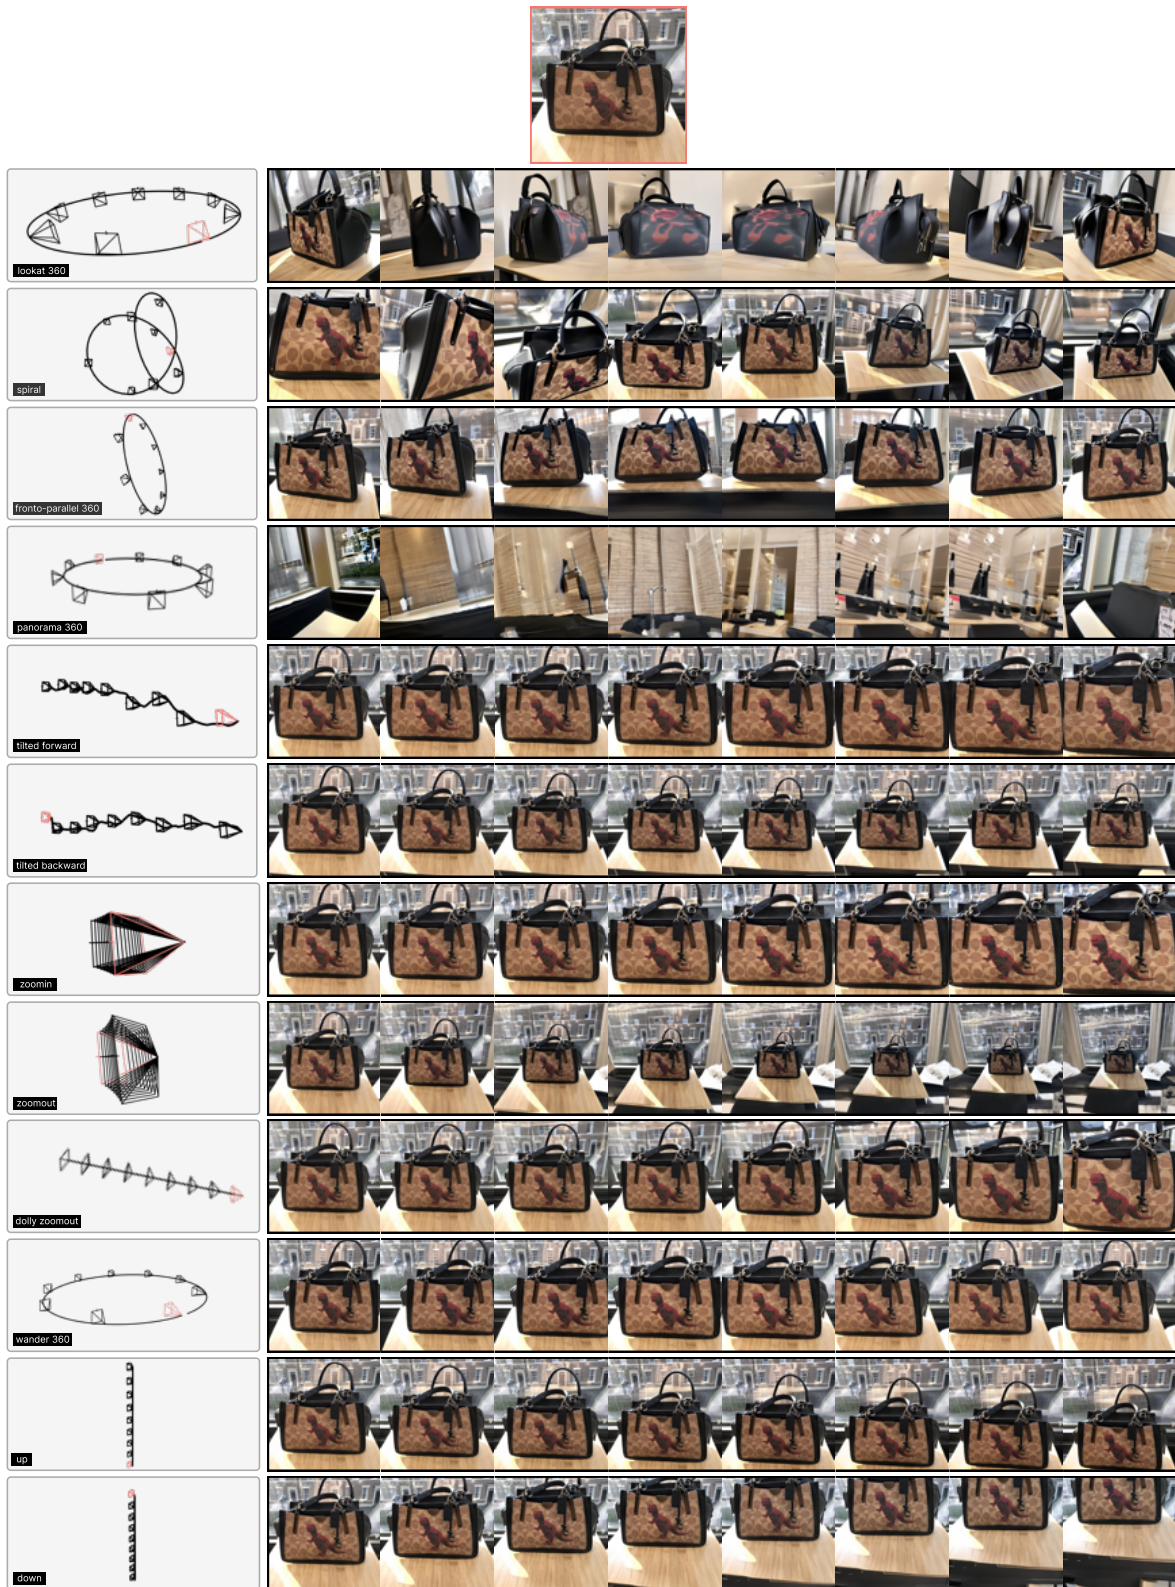 lookat 360
spiral
fronto-parallel 360
panorama 360
tilted forward
tilted backward
zoomin
zoomout
dolly zoomout
wander 360
up
down